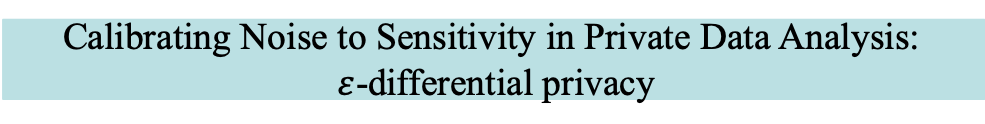 Calibrating Noise to Sensitivity in Private Data Analysis:
ε-differential privacy